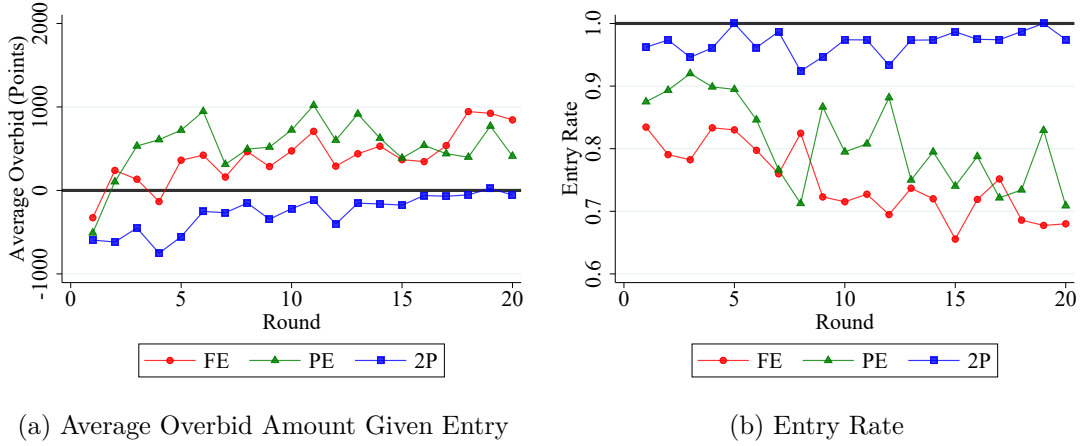 Average Overbid (Points)
2000
1000
0
-1000
0
5
10
15
20
Round
FE
PE
2P
(a) Average Overbid Amount Given Entry
Entry Rate
1.0
0.9
0.8
0.7
0.6
0
5
10
15
20
Round
FE
PE
2P
(b) Entry Rate